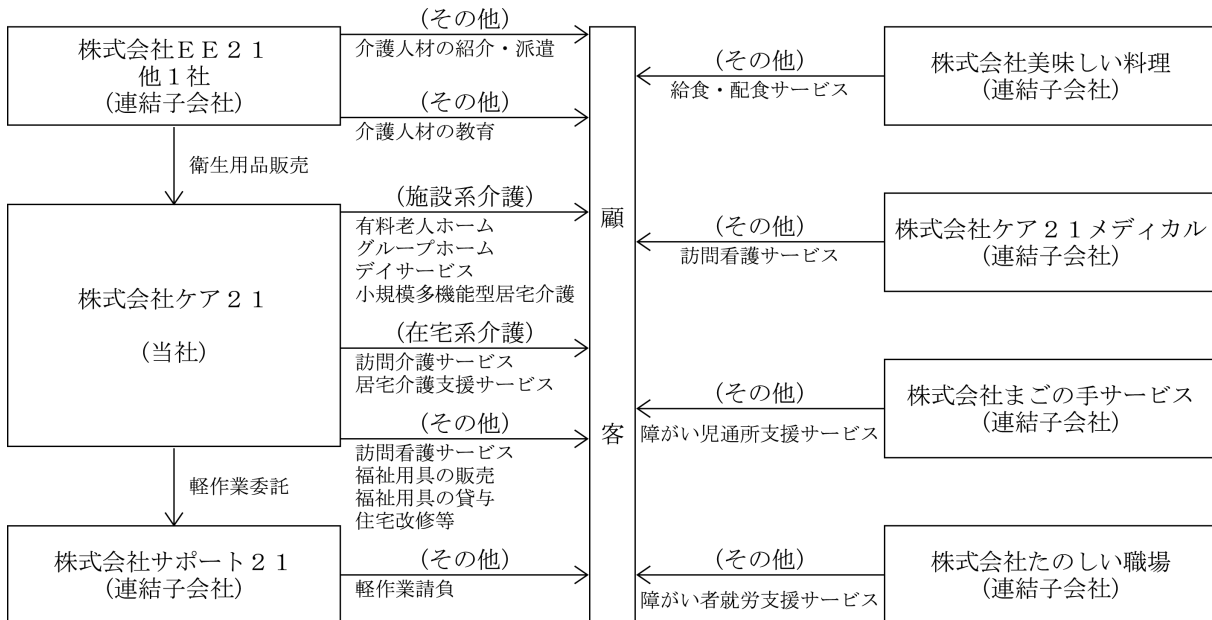 株式会社ＥＥ２１
他１社
(連結子会社)
(その他)
介護人材の紹介・派遣
(その他)
介護人材の教育
衛生用品販売
株式会社ケア２１
(当社)
(施設系介護)
有料老人ホーム
グループホーム
デイサービス
小規模多機能型居宅介護
(在宅系介護)
訪問介護サービス
居宅介護支援サービス
(その他)
訪問看護サービス
福祉用具の販売
福祉用具の貸与
住宅改修等
軽作業委託
株式会社サポート２１
(連結子会社)
(その他)
軽作業請負
顧
客
(その他)
給食・配食サービス
株式会社美味しい料理
(連結子会社)
(その他)
訪問看護サービス
株式会社ケア２１メディカル
(連結子会社)
(その他)
障がい児通所支援サービス
株式会社まごの手サービス
(連結子会社)
(その他)
障がい者就労支援サービス
株式会社たのしい職場
(連結子会社)